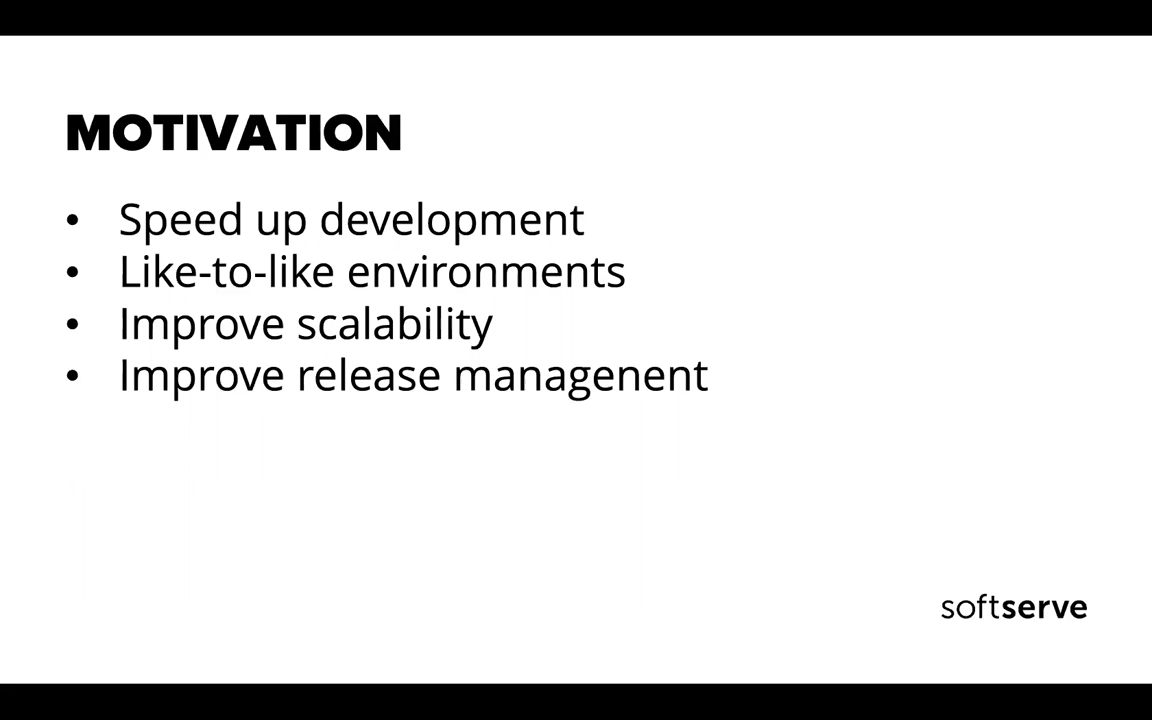 MOTIVATION
• Speed up development
• Like-to-like environments
• Improve scalability
• Improve release managenent
softserve